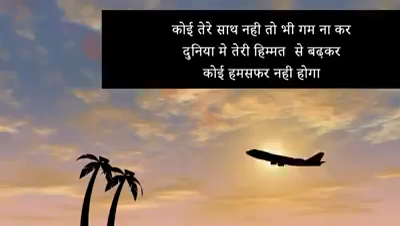 कोई तेरे साथ नही तो भी गम ना कर
दुनिया मे तेरी हिम्मत से बढ़कर
कोई हमसफर नही होगा